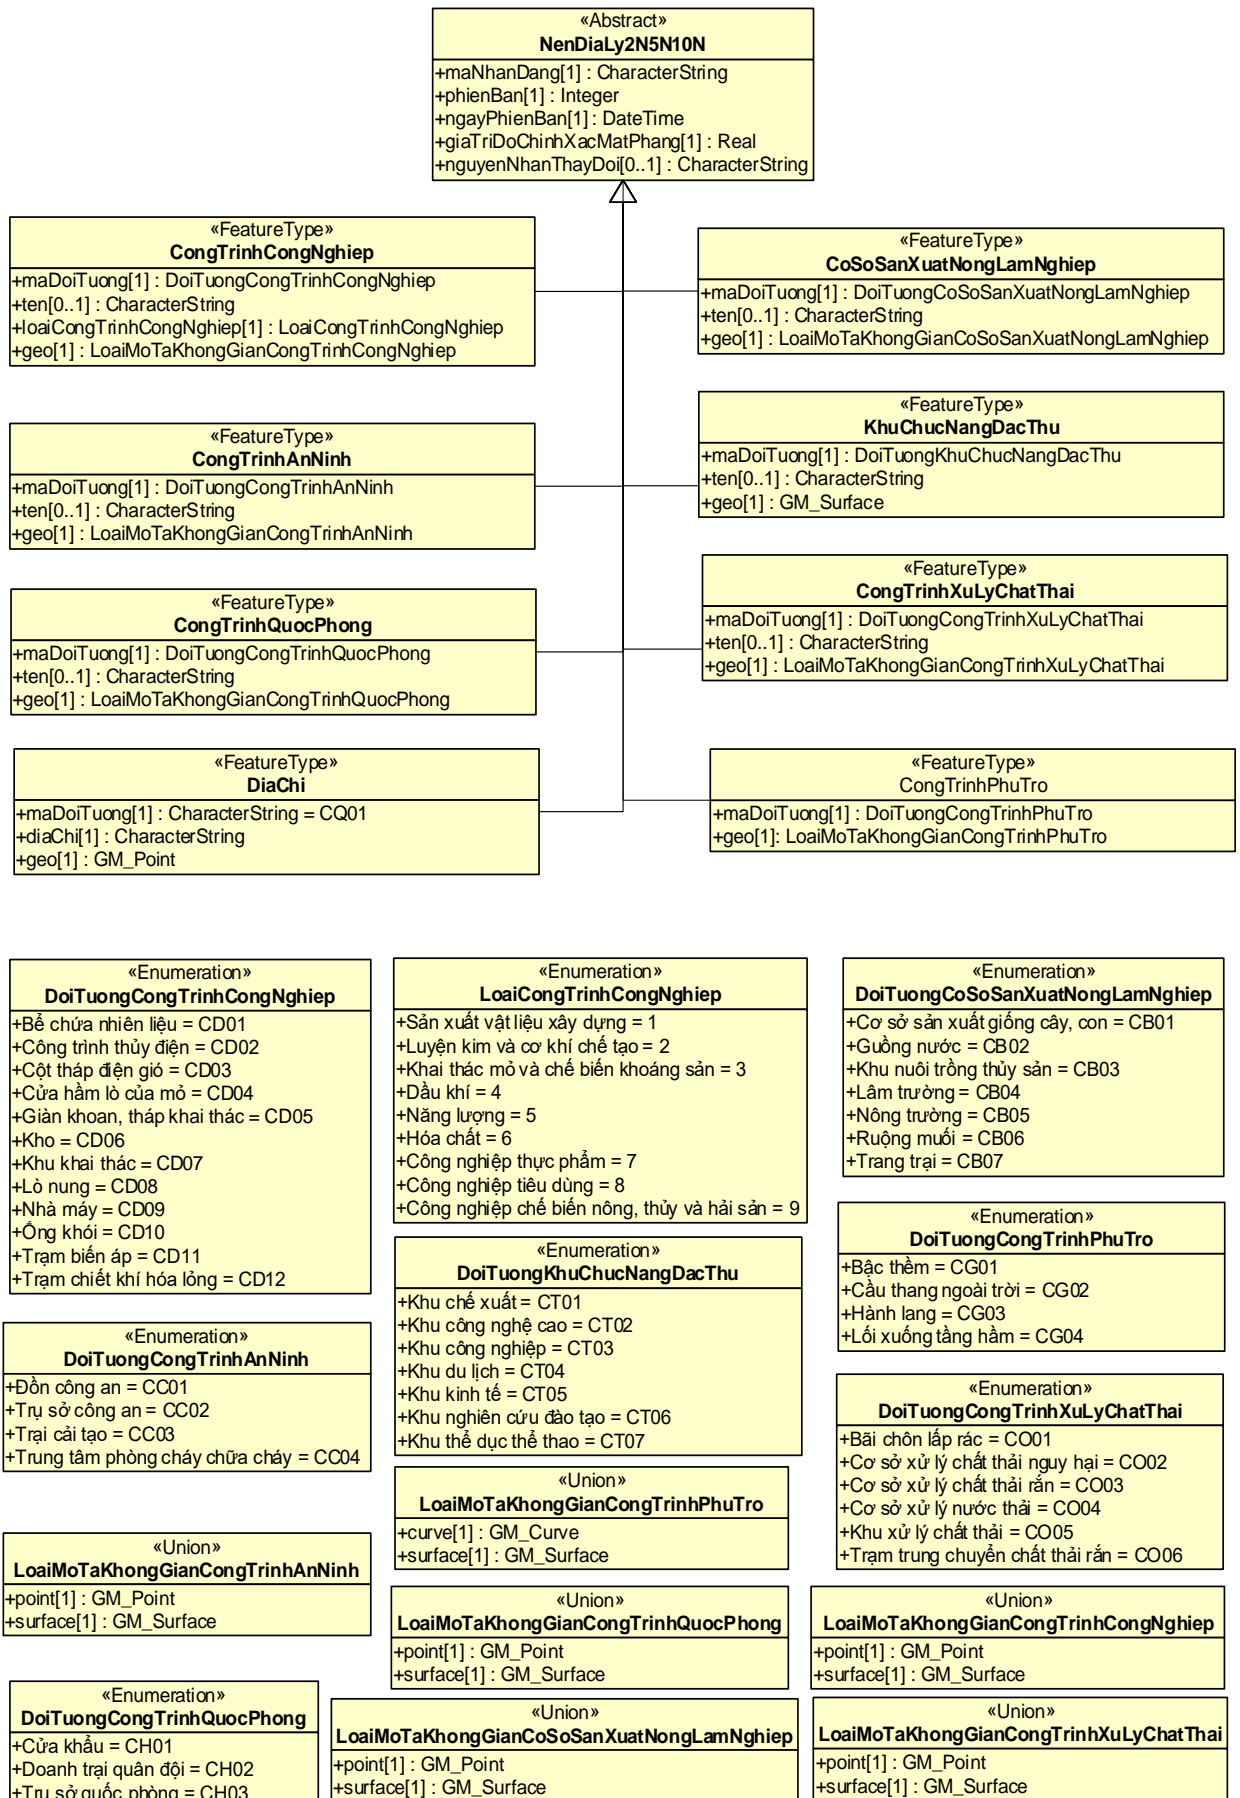 «Abstract»
NenDiaLy2N5N10N
+maNhanDang[1] : CharacterString
+phienBan[1] : Integer
+ngayPhienBan[1] : DateTime
+giaTriDoChinhXacMatPhang[1] : Real
+nguyenNhanThayDoi[0..1] : CharacterString
«FeatureType»
CongTrinhCongNghiep
+maDoiTuong[1] : DoiTuongCongTrinhCongNghiep
+ten[0..1] : CharacterString
+loaiCongTrinhCongNghiep[1] : LoaiCongTrinhCongNghiep
+geo[1] : LoaiMoTaKhongGianCongTrinhCongNghiep
«FeatureType»
CoSoSanXuatNongLamNghiep
+maDoiTuong[1] : DoiTuongCoSoSanXuatNongLamNghiep
+ten[0..1] : CharacterString
+geo[1] : LoaiMoTaKhongGianCoSoSanXuatNongLamNghiep
«FeatureType»
CongTrinhAnNinh
+maDoiTuong[1] : DoiTuongCongTrinhAnNinh
+ten[0..1] : CharacterString
+geo[1] : LoaiMoTaKhongGianCongTrinhAnNinh
«FeatureType»
KhuChucNangDacThu
+maDoiTuong[1] : DoiTuongKhuChucNangDacThu
+ten[0..1] : CharacterString
+geo[1] : GM_Surface
«FeatureType»
CongTrinhQuocPhong
+maDoiTuong[1] : DoiTuongCongTrinhQuocPhong
+ten[0..1] : CharacterString
+geo[1] : LoaiMoTaKhongGianCongTrinhQuocPhong
«FeatureType»
CongTrinhXuLyChatThai
+maDoiTuong[1] : DoiTuongCongTrinhXuLyChatThai
+ten[0..1] : CharacterString
+geo[1] : LoaiMoTaKhongGianCongTrinhXuLyChatThai
«FeatureType»
DiaChi
+maDoiTuong[1] : CharacterString = CQ01
+diaChi[1] : CharacterString
+geo[1] : GM_Point
«FeatureType»
CongTrinhPhuTro
+maDoiTuong[1] : DoiTuongCongTrinhPhuTro
+geo[1]: LoaiMoTaKhongGianCongTrinhPhuTro
«Enumeration»
DoiTuongCongTrinhCongNghiep
+Bể chứa nhiên liệu = CD01
+Công trình thủy điện = CD02
+Cột tháp điện gió = CD03
+Cửa hầm lò của mỏ = CD04
+Giàn khoan, tháp khai thác = CD05
+Kho = CD06
+Khu khai thác = CD07
+Lò nung = CD08
+Nhà máy = CD09
+Ống khói = CD10
+Trạm biến áp = CD11
+Trạm chiết khí hóa lỏng = CD12
«Enumeration»
LoaiCongTrinhCongNghiep
+Sản xuất vật liệu xây dựng = 1
+Luyện kim và cơ khí chế tạo = 2
+Khai thác mỏ và chế biến khoáng sản = 3
+Dầu khí = 4
+Năng lượng = 5
+Hóa chất = 6
+Công nghiệp thực phẩm = 7
+Công nghiệp tiêu dùng = 8
+Công nghiệp chế biến nông, thủy và hải sản = 9
«Enumeration»
DoiTuongCoSoSanXuatNongLamNghiep
+Cơ sở sản xuất giống cây, con = CB01
+Guồng nước = CB02
+Khu nuôi trồng thủy sản = CB03
+Lâm trường = CB04
+Nông trường = CB05
+Ruộng muối = CB06
+Trang trại = CB07
«Enumeration»
DoiTuongCongTrinhPhuTro
+Bậc thềm = CG01
+Cầu thang ngoài trời = CG02
+Hành lang = CG03
+Lối xuống tầng hầm = CG04
«Enumeration»
DoiTuongKhuChucNangDacThu
+Khu chế xuất = CT01
+Khu công nghệ cao = CT02
+Khu công nghiệp = CT03
+Khu du lịch = CT04
+Khu kinh tế = CT05
+Khu nghiên cứu đào tạo = CT06
+Khu thể dục thể thao = CT07
«Enumeration»
DoiTuongCongTrinhAnNinh
+Đồn công an = CC01
+Trụ sở công an = CC02
+Trại cải tạo = CC03
+Trung tâm phòng cháy chữa cháy = CC04
«Enumeration»
DoiTuongCongTrinhXuLyChatThai
+Bãi chôn lấp rác = CO01
+Cơ sở xử lý chất thải nguy hại = CO02
+Cơ sở xử lý chất thải rắn = CO03
+Cơ sở xử lý nước thải = CO04
+Khu xử lý chất thải = CO05
+Trạm trung chuyển chất thải rắn = CO06
«Union»
LoaiMoTaKhongGianCongTrinhPhuTro
+curve[1] : GM_Curve
+surface[1] : GM_Surface
«Union»
LoaiMoTaKhongGianCongTrinhAnNinh
+point[1] : GM_Point
+surface[1] : GM_Surface
«Union»
LoaiMoTaKhongGianCongTrinhQuocPhong
+point[1] : GM_Point
+surface[1] : GM_Surface
«Union»
LoaiMoTaKhongGianCongTrinhCongNghiep
+point[1] : GM_Point
+surface[1] : GM_Surface
«Enumeration»
DoiTuongCongTrinhQuocPhong
+Cửa khẩu = CH01
+Doanh trại quân đội = CH02
+Trụ sở quốc phòng = CH03
«Union»
LoaiMoTaKhongGianCoSoSanXuatNongLamNghiep
+point[1] : GM_Point
+surface[1] : GM_Surface
«Union»
LoaiMoTaKhongGianCongTrinhXuLyChatThai
+point[1] : GM_Point
+surface[1] : GM_Surface